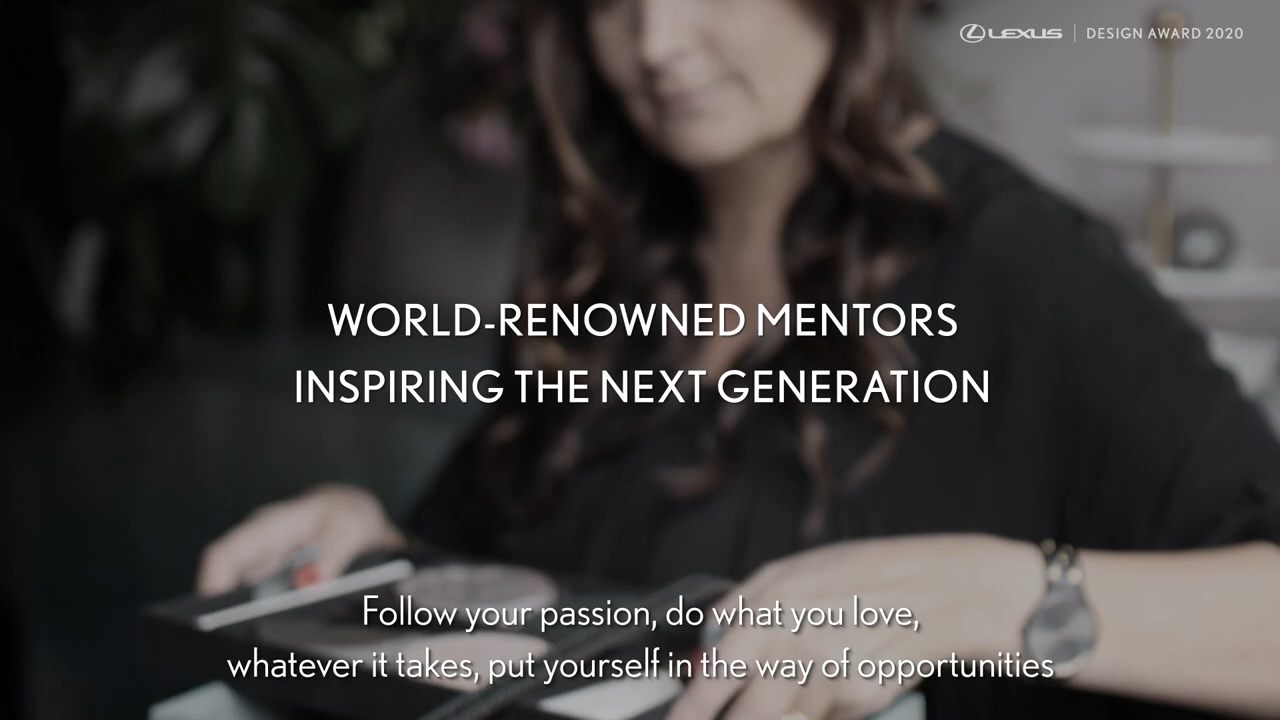 LEXUS | DESIGN AWARD 2020
WORLD-RENOWNED MENTORS
INSPIRING THE NEXT GENERATION
Follow your passion, do what you love,
whatever it takes, put yourself in the way of opportunities